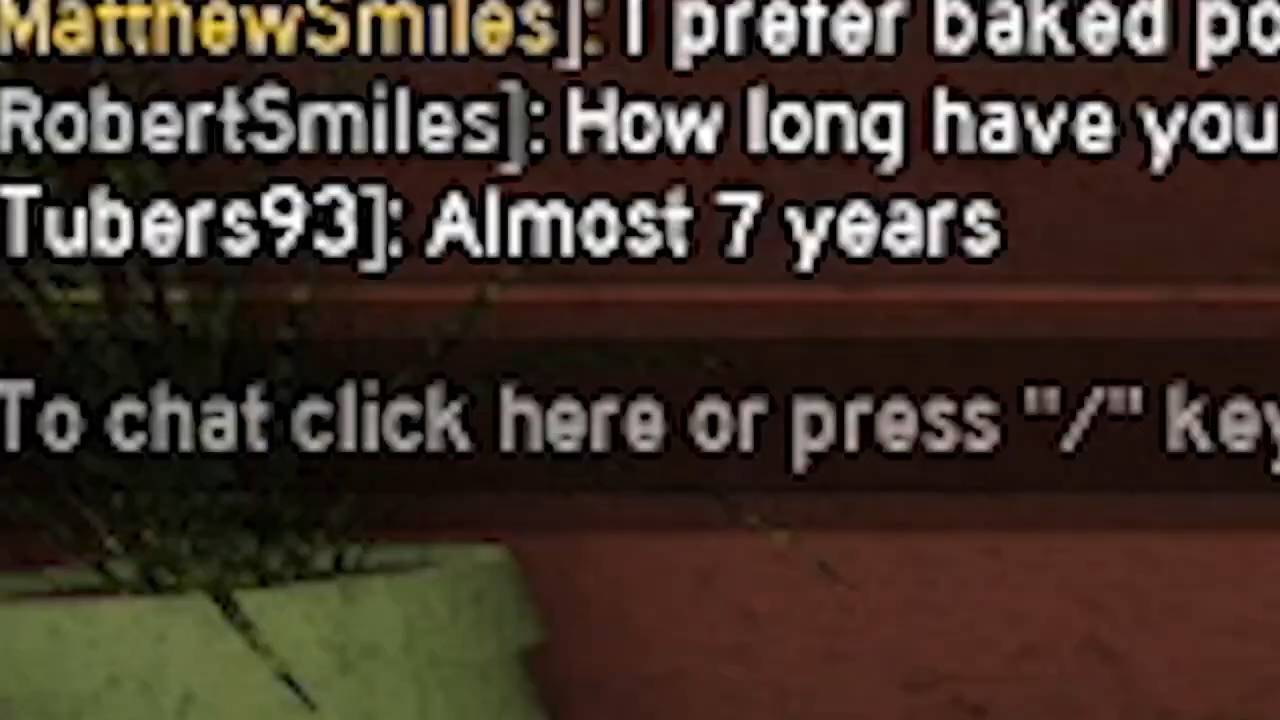 MatthewSmiles]: I prefer baked
RobertSmiles]: How long have you
Tubers93]: Almost 7 years
To chat click here or press "/" key